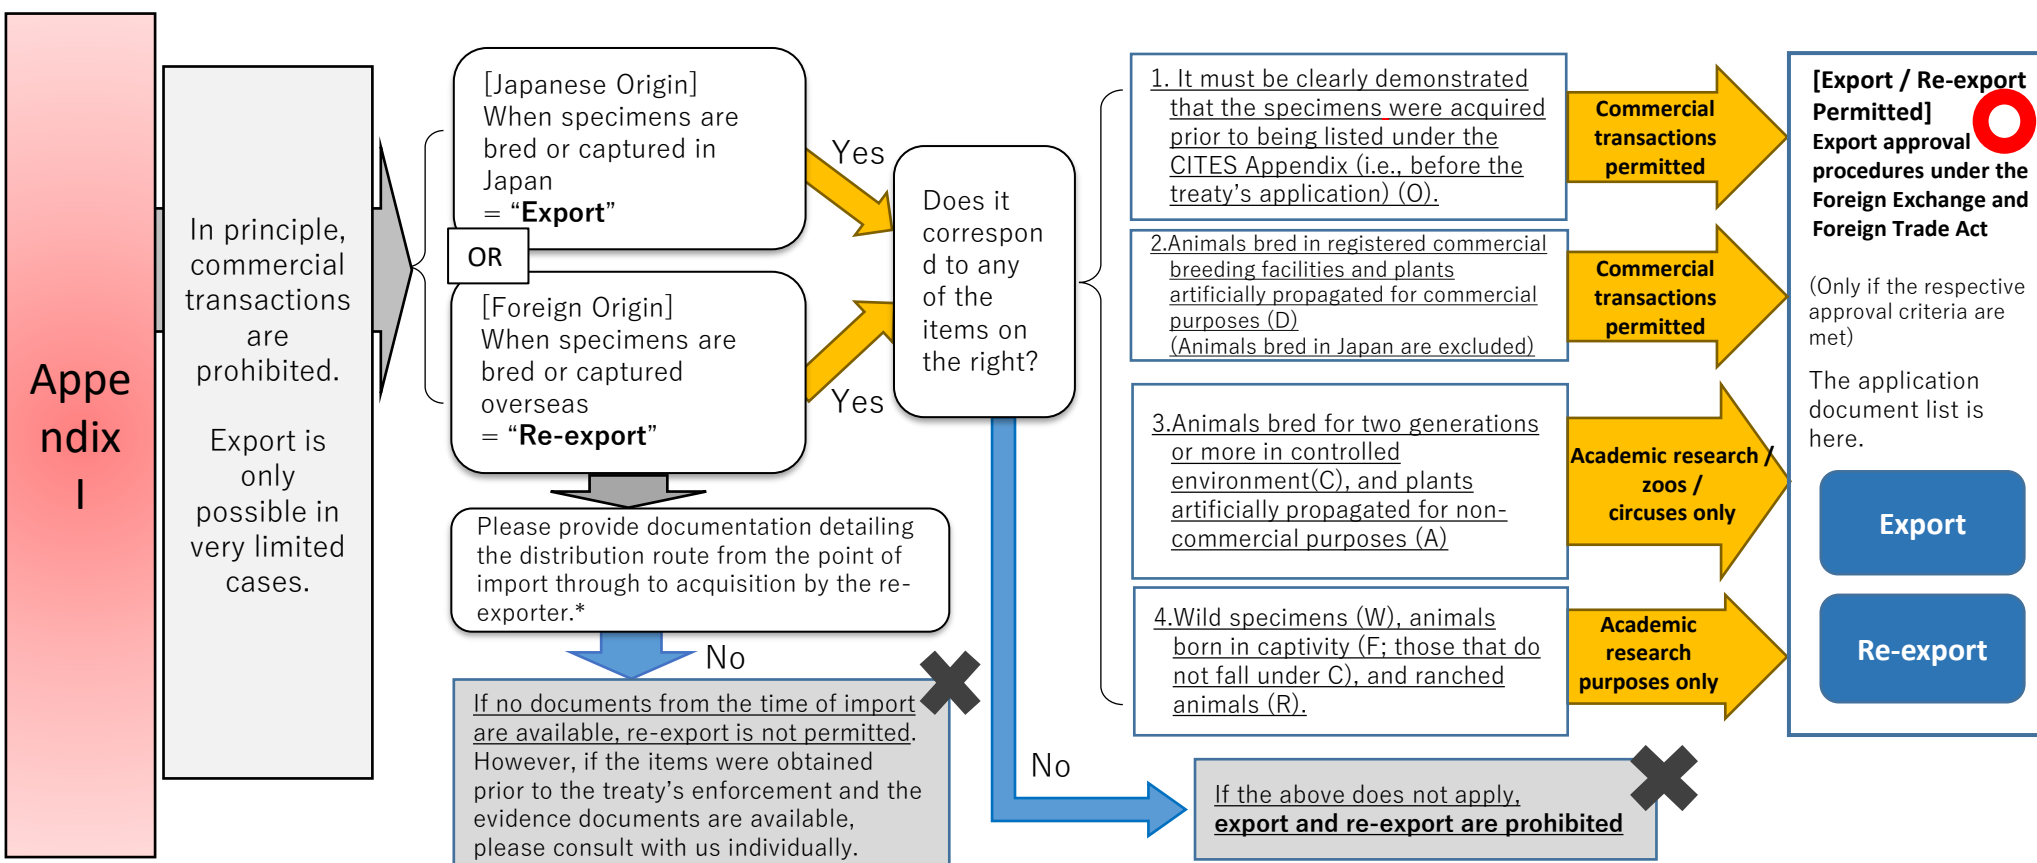 Appe
ndix
I
In principle,
commercial
transactions
are
prohibited.
Export is
only
possible in
very limited
cases.
[Japanese Origin]
When specimens are
bred or captured in
Japan
= “Export”
OR
[Foreign Origin]
When specimens are
bred or captured
overseas
= “Re-export”
Yes
Yes
Please provide documentation detailing
the distribution route from the point of
import through to acquisition by the re-
exporter.*
No
If no documents from the time of import
are available, re-export is not permitted.
However, if the items were obtained
prior to the treaty’s enforcement and the
evidence documents are available,
please consult with us individually.
Does it
correspon
d to any
of the
items on
the right?
No
1. It must be clearly demonstrated
that the specimens were acquired
prior to being listed under the
CITES Appendix (i.e., before the
treaty’s application) (O).
Commercial
transactions
permitted
2.Animals bred in registered commercial
breeding facilities and plants
artificially propagated for commercial
purposes (D)
(Animals bred in Japan are excluded)
Commercial
transactions
permitted
3.Animals bred for two generations
or more in controlled
environment(C), and plants
artificially propagated for non-
commercial purposes (A)
Academic research /
zoos /
circuses only
4.Wild specimens (W), animals
born in captivity (F; those that do
not fall under C), and ranched
animals (R).
Academic
research
purposes only
If the above does not apply,
export and re-export are prohibited
[Export / Re-export
Permitted]
Export approval
procedures under the
Foreign Exchange and
Foreign Trade Act
(Only if the respective
approval criteria are
met)
The application
document list is
here.
Export
Re-export